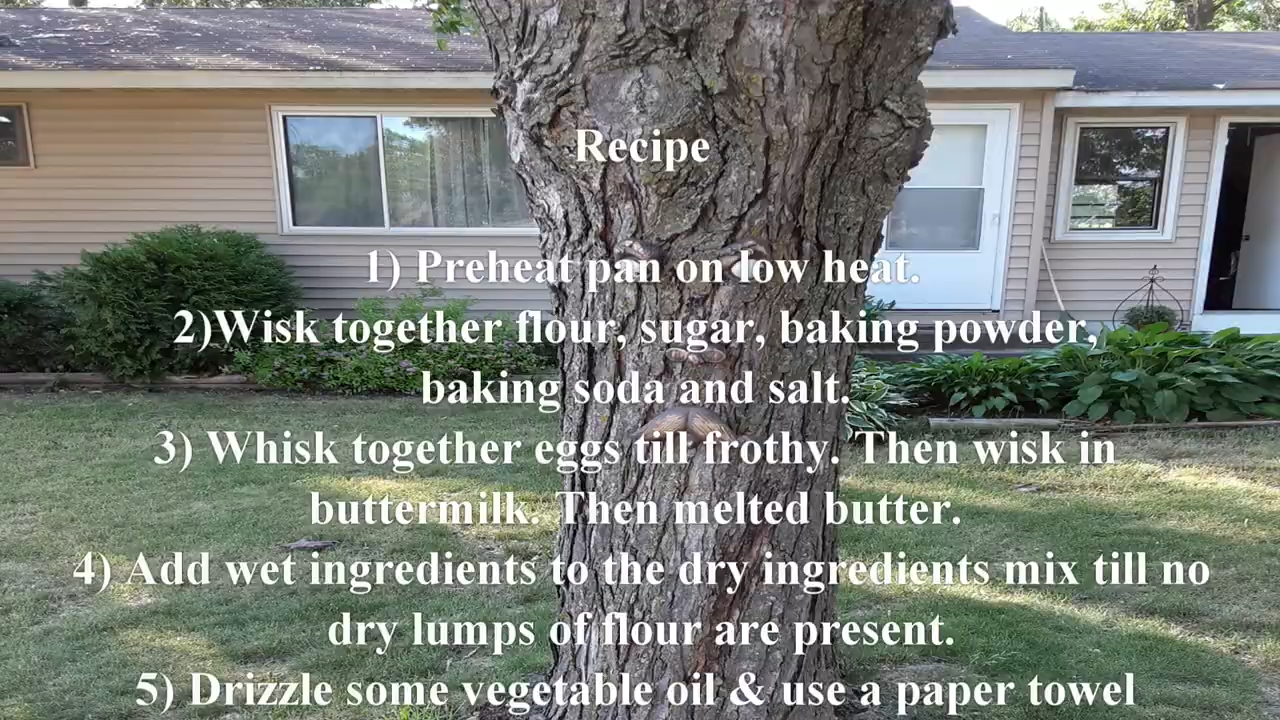 Recipe
1) Preheat pan on low heat.
2)Wisk together flour, sugar, baking powder,
baking soda and salt.
3) Whisk together eggs till frothy. Then wisk in
buttermilk. Then melted butter.
4) Add wet ingredients to the dry ingredients mix till no
dry lumps of flour are present.
5) Drizzle some vegetable oil & use a paper towel